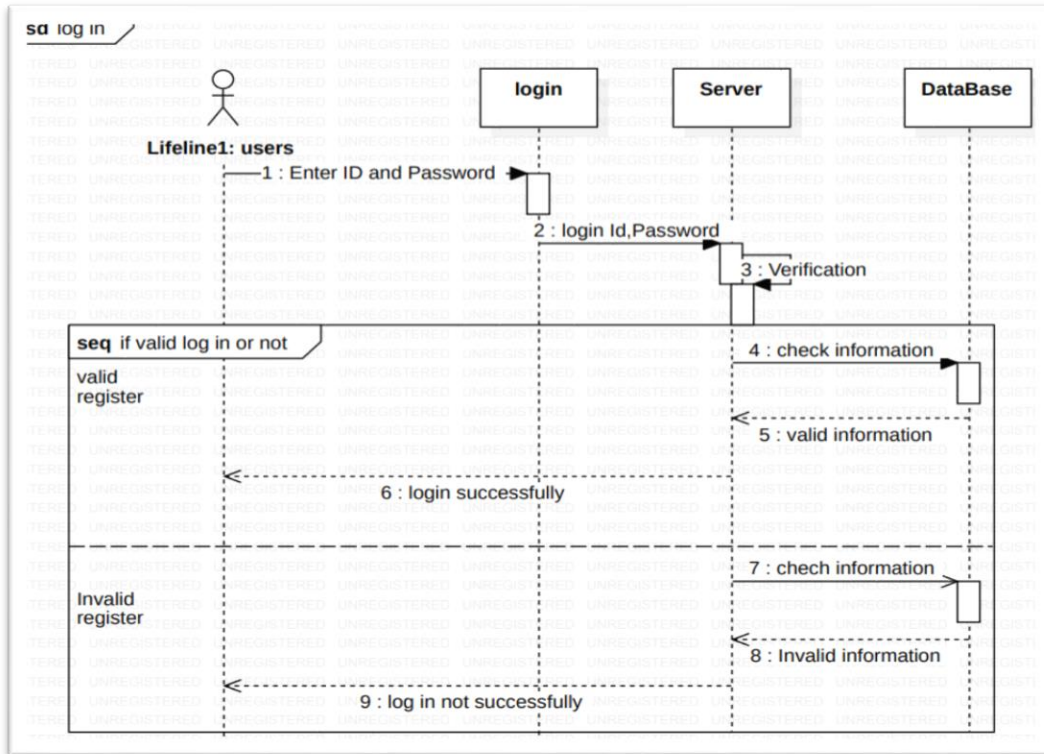 sd log in
login
Server
DataBase
Lifeline1: users
1 : Enter ID and Password
2 : login Id,Password
3 : Verification
seq if valid log in or not
4 : check information
valid
register
5 : valid information
6 : login successfully
7 : chech information
Invalid
register
8 : Invalid information
9 : log in not successfully
UNREGISTERED